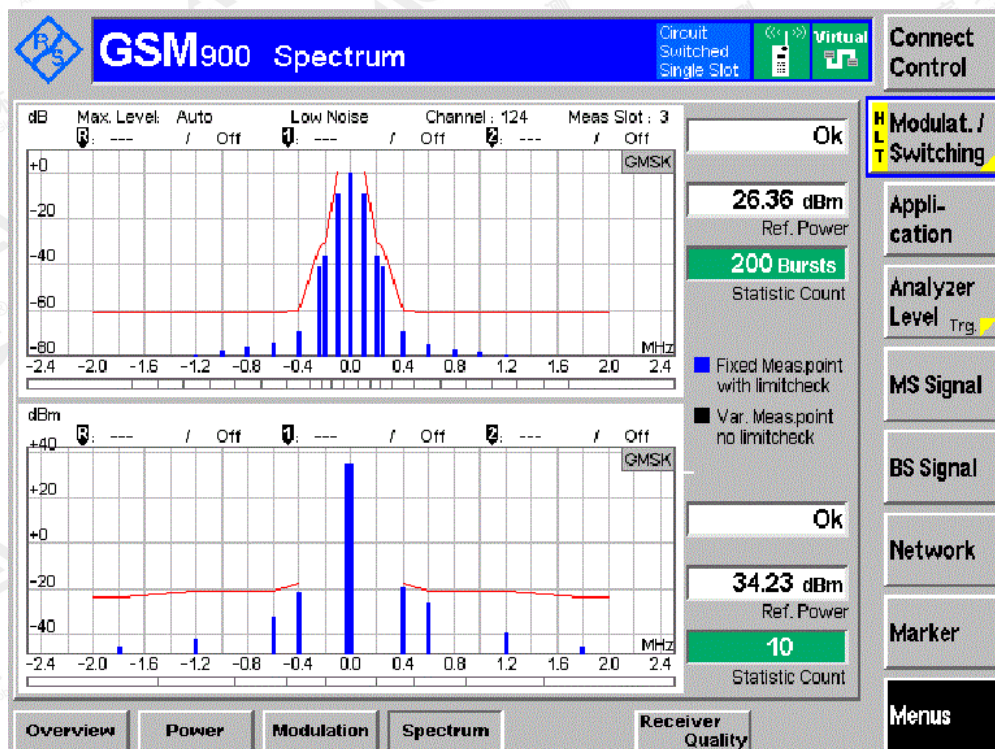 R/S
GSM900 Spectrum
Circuit
Switched
Single Slot
Virtual
Connect
Control
dB Max. Level: Auto Low Noise Channel : 124 Meas Slot : 3
R: --- / Off 1: --- / Off 2: --- / Off
GMSK
+0
-20
-40
-60
-80
MHz
-2.4 -2.0 -1.6 -1.2 -0.8 -0.4 0.0 0.4 0.8 1.2 1.6 2.0 2.4
Ok
26.36 dBm
Ref. Power
200 Bursts
Statistic Count
Fixed Meas.point
with limitcheck
Var. Meas.point
no limitcheck
dBm
R: --- / Off 1: --- / Off 2: --- / Off
GMSK
+40
+20
+0
-20
-40
MHz
-2.4 -2.0 -1.6 -1.2 -0.8 -0.4 0.0 0.4 0.8 1.2 1.6 2.0 2.4
Ok
34.23 dBm
Ref. Power
10
Statistic Count
HLT
Modulat. /
Switching
Appli-
cation
Analyzer
Level Trg.
MS Signal
BS Signal
Network
Marker
Menus
Overview Power Modulation Spectrum Receiver
Quality